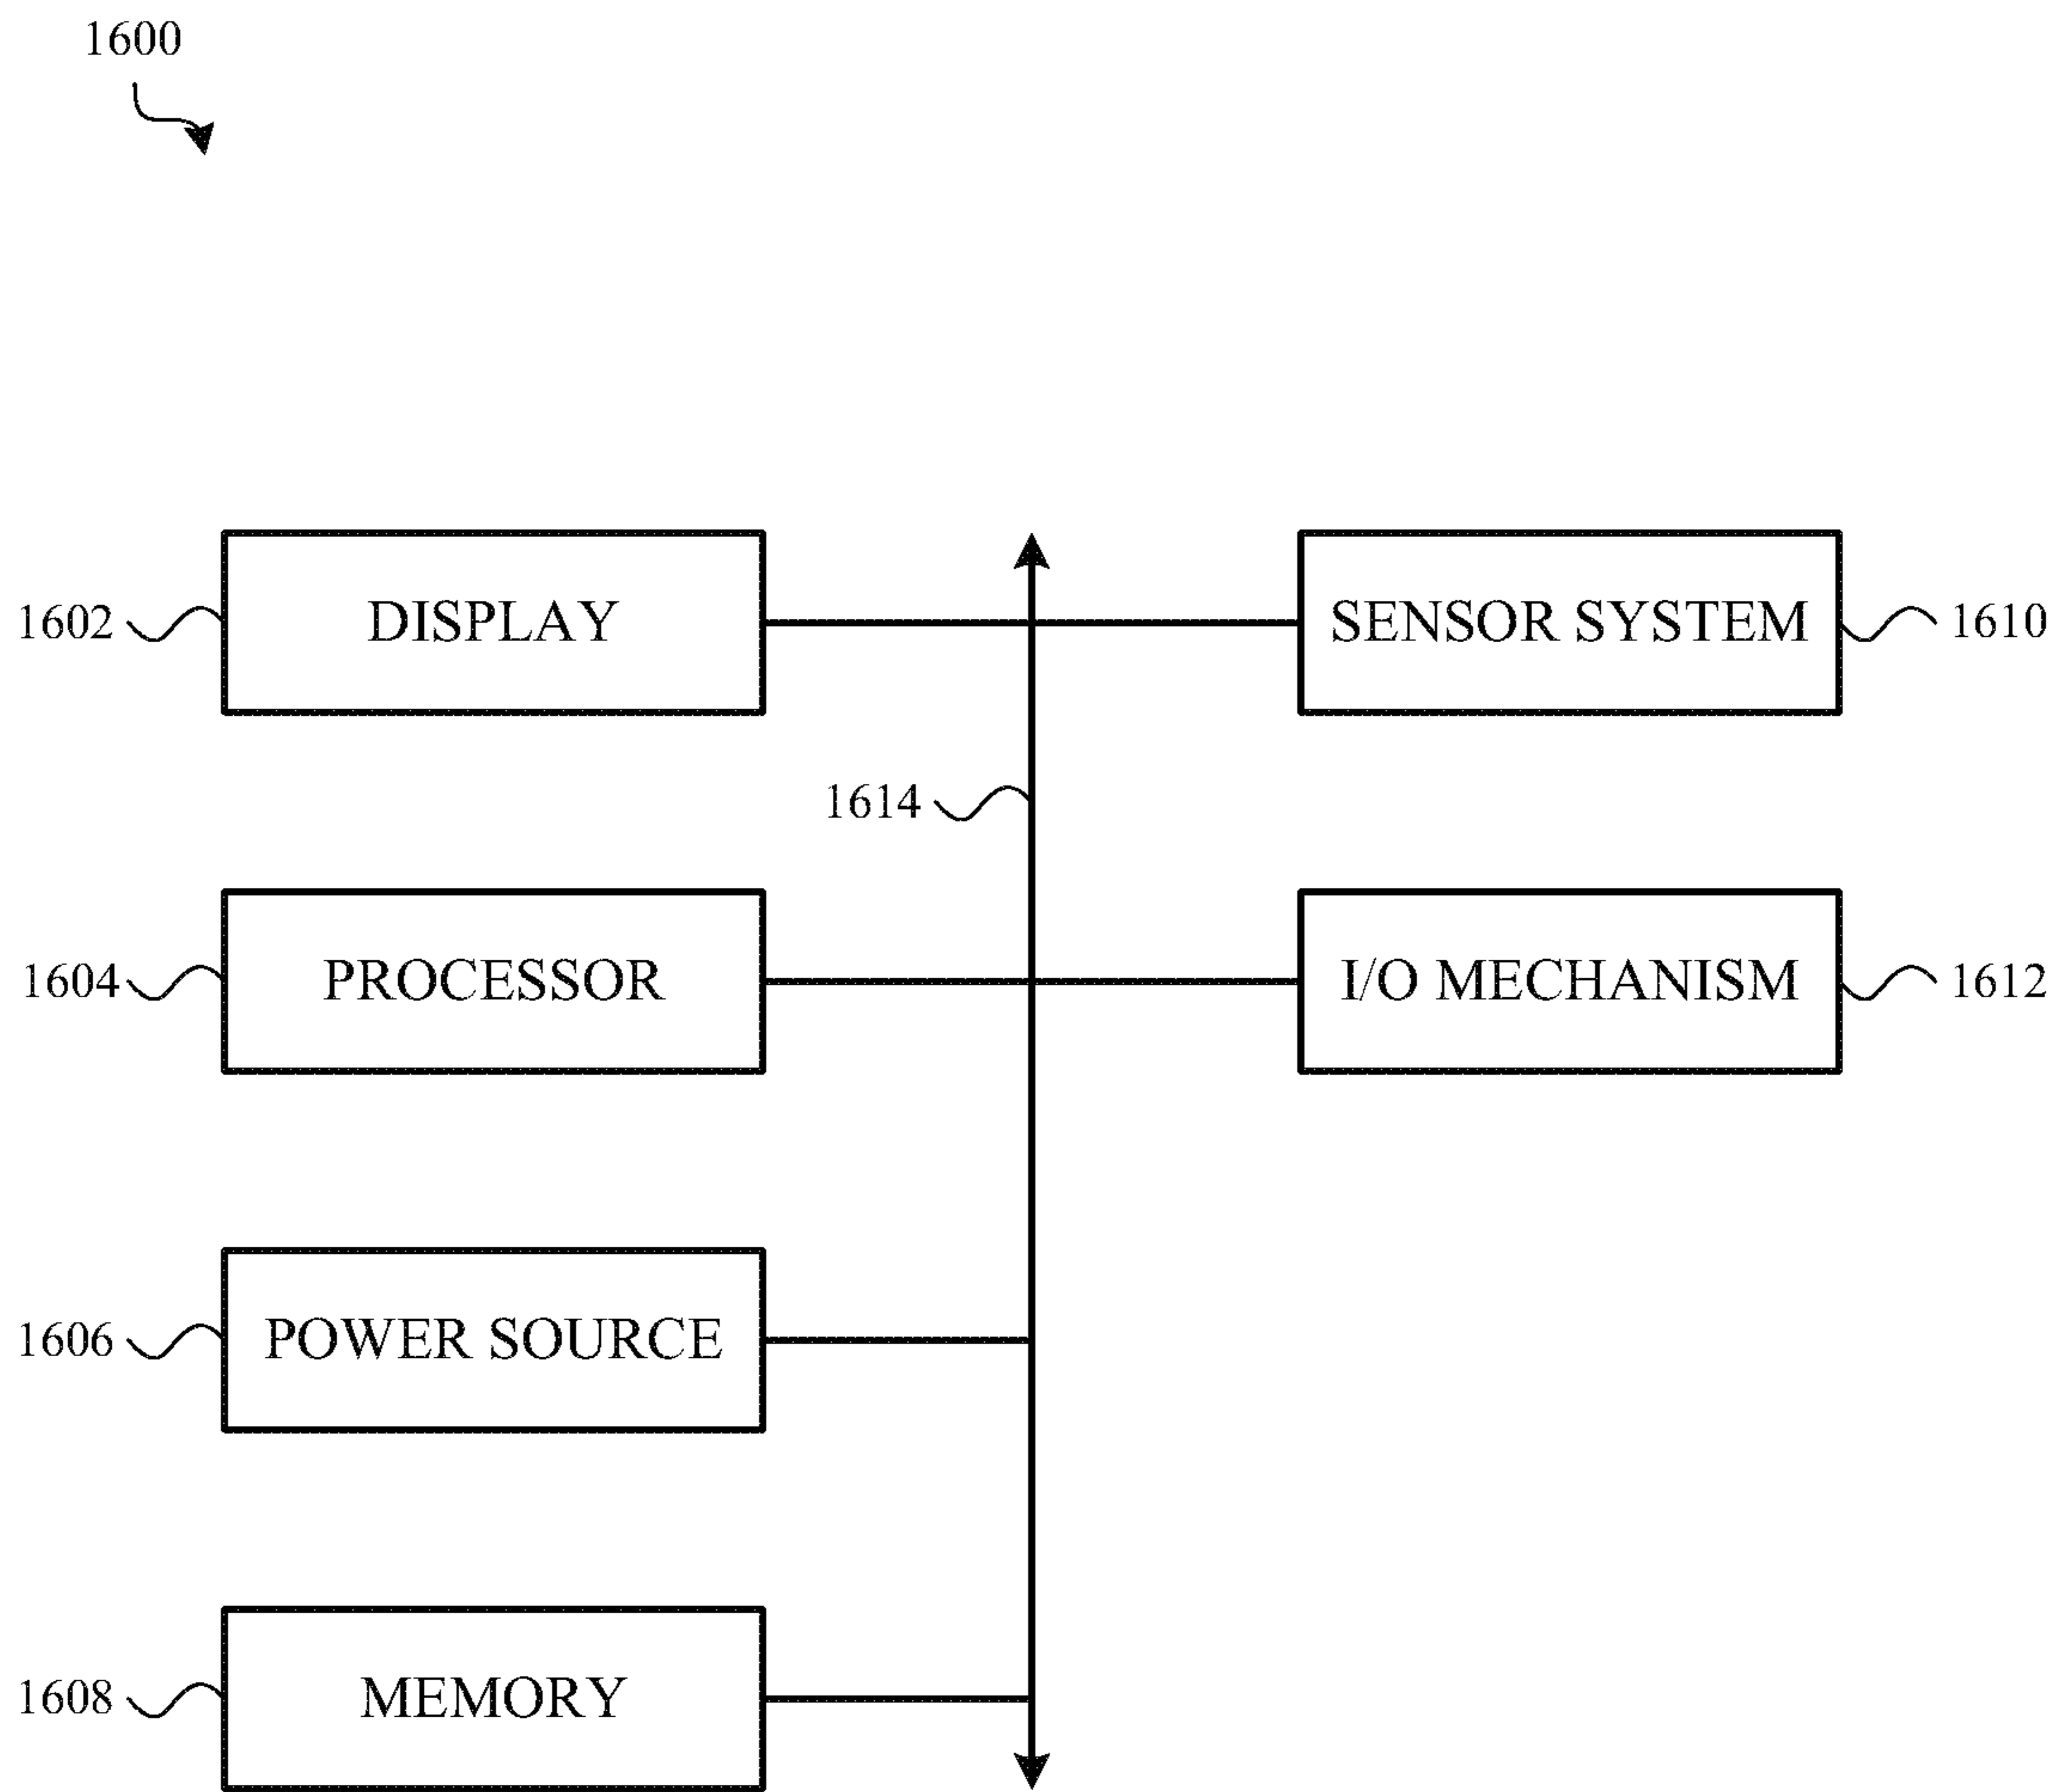 1600
1602 DISPLAY SENSOR SYSTEM 1610
1614
1604 PROCESSOR I/O MECHANISM 1612
1606 POWER SOURCE
1608 MEMORY